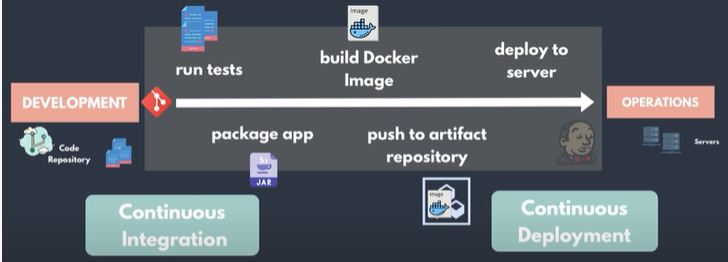 run tests
Image
build Docker
Image
deploy to
server
DEVELOPMENT
OPERATIONS
Code
Repository
package app
JAR
push to artifact
repository
Servers
Image
Continuous
Integration
Continuous
Deployment